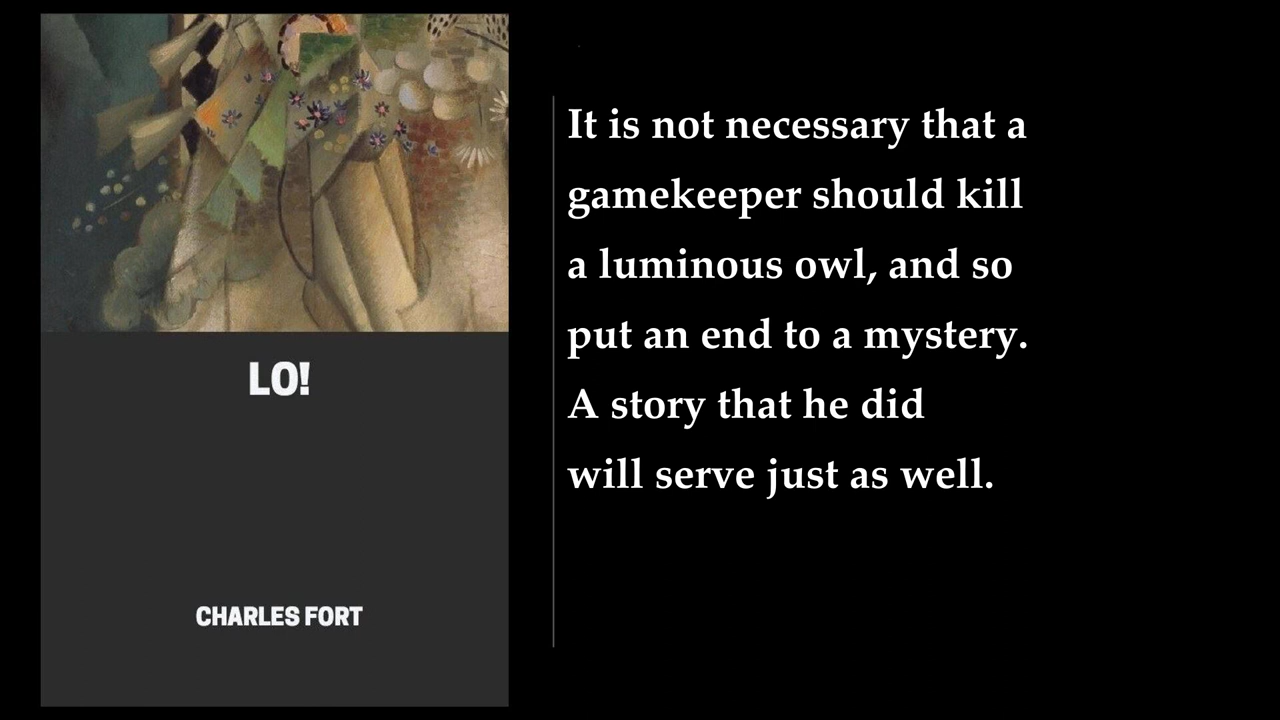 LO!
CHARLES FORT
It is not necessary that a
gamekeeper should kill
a luminous owl, and so
put an end to a mystery.
A story that he did
will serve just as well.